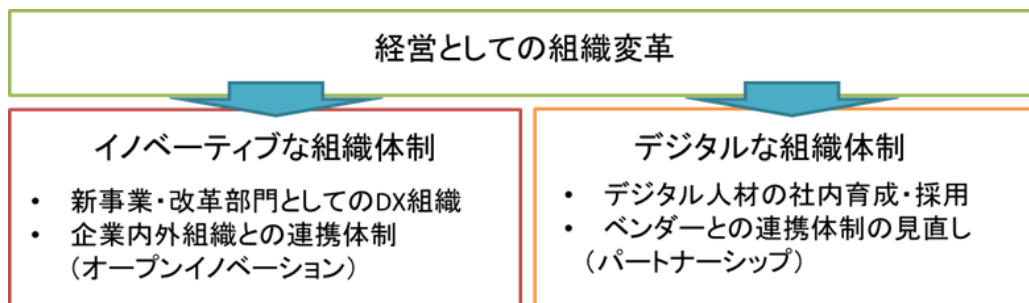 経営としての組織変革
イノベーティブな組織体制
• 新事業・改革部門としてのDX組織
• 企業内外組織との連携体制
（オープンイノベーション）
デジタルな組織体制
• デジタル人材の社内育成・採用
• ベンダーとの連携体制の見直し
（パートナーシップ）